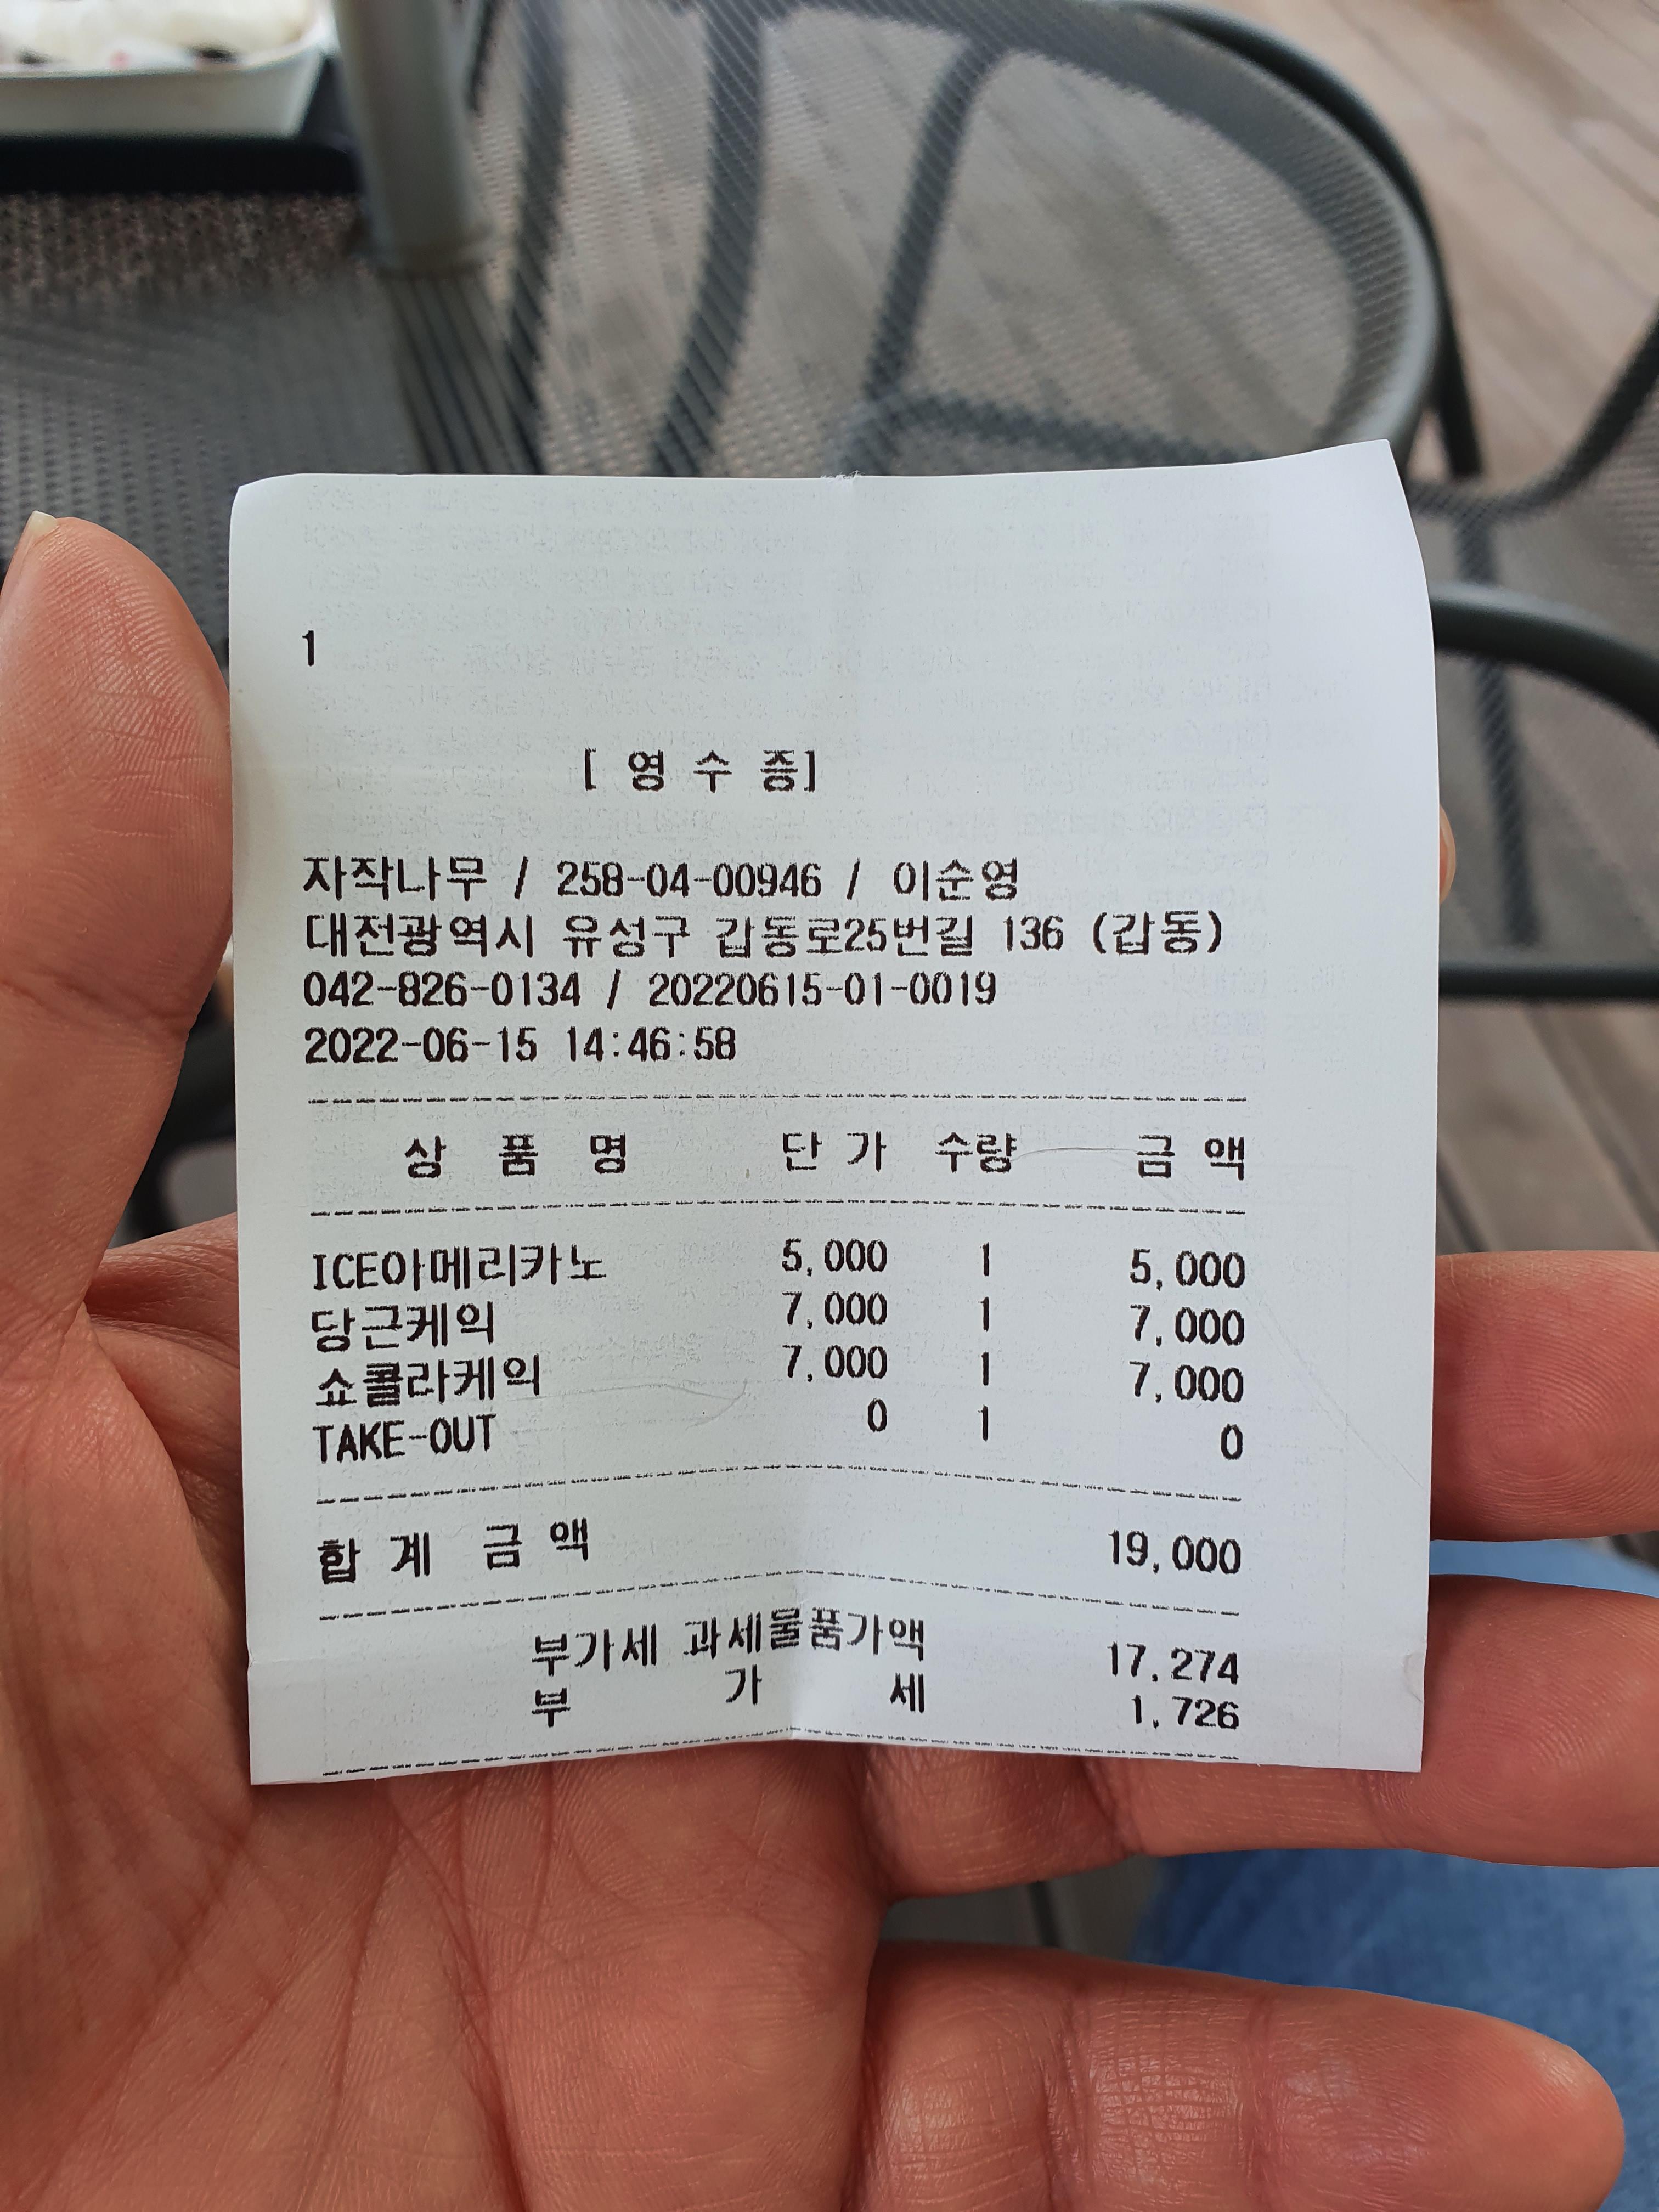 1
[ 영 수 증]
자작나무 / 258-04-00946 / 이순영
대전광역시 유성구 갑동로25번길 136 (갑동)
042-826-0134 / 20220615-01-0019
2022-06-15 14:46:58
상 품 명 단 가 수량 금 액
ICE아메리카노 5,000 1 5,000
당근케익 7,000 1 7,000
쇼콜라케익 7,000 1 7,000
TAKE-OUT 0 1 0
합 계 금 액 19,000
부가세 과세물품가액 17,274
부 가 세 1,726